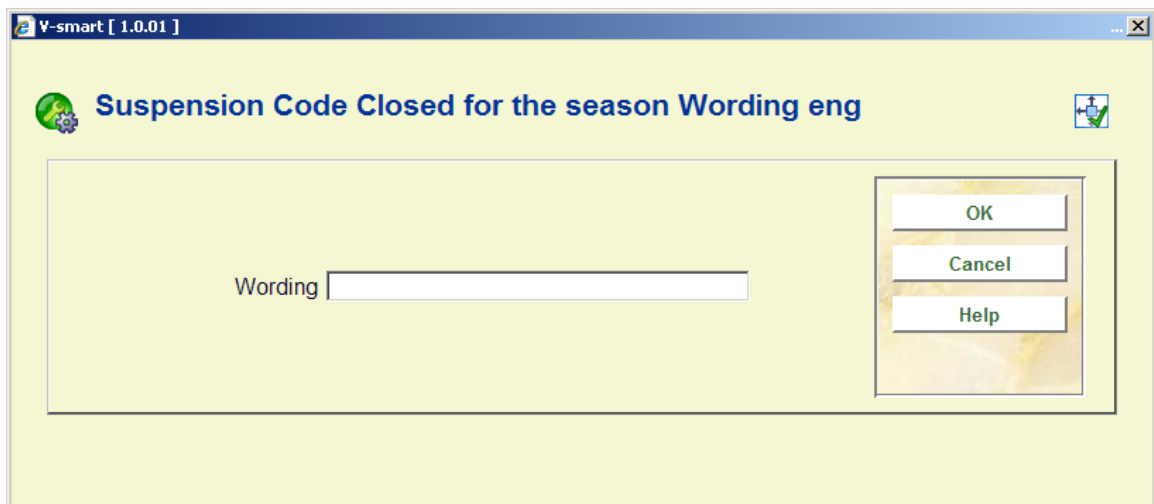 V-smart [ 1.0.01 ]
...
Suspension Code Closed for the season Wording eng
OK
Cancel
Wording
Help